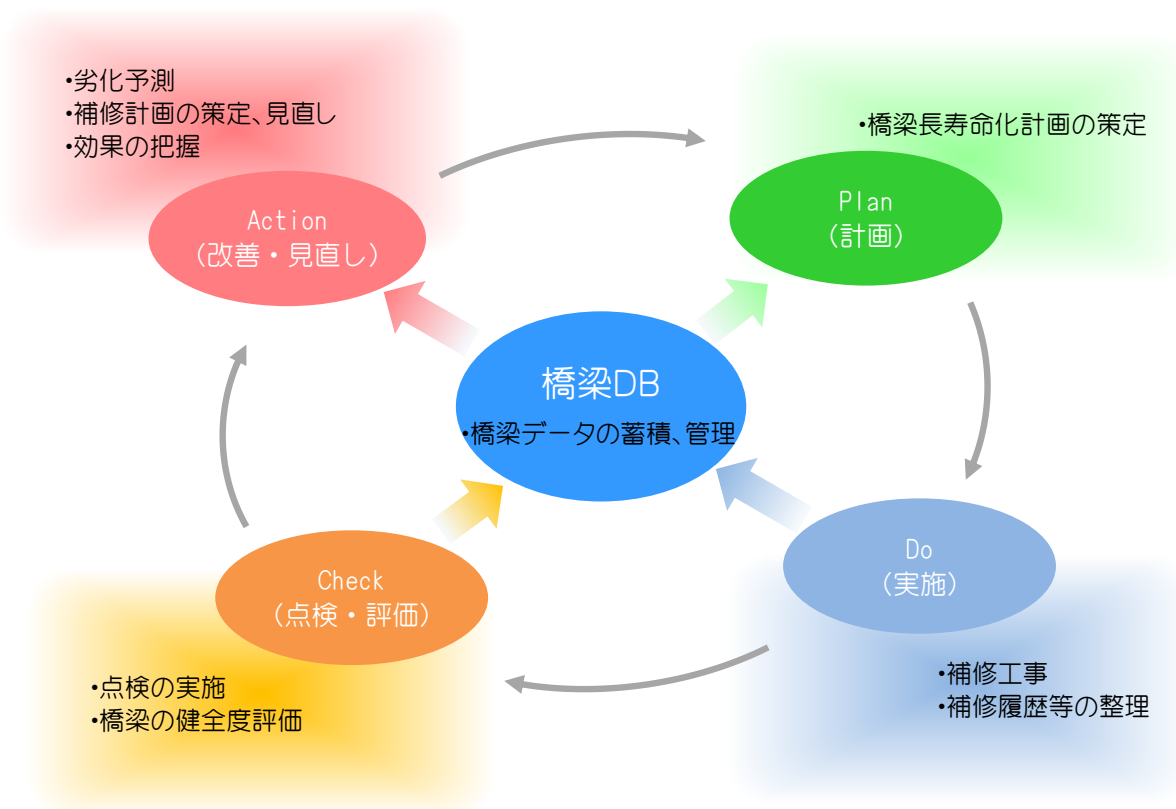 ・劣化予測
・補修計画の策定、見直し
・効果の把握
Action
(改善・見直し)
・橋梁長寿命化計画の策定
Plan
(計画)
橋梁DB
・橋梁データの蓄積、管理
Check
(点検・評価)
・点検の実施
・橋梁の健全度評価
Do
(実施)
・補修工事
・補修履歴等の整理